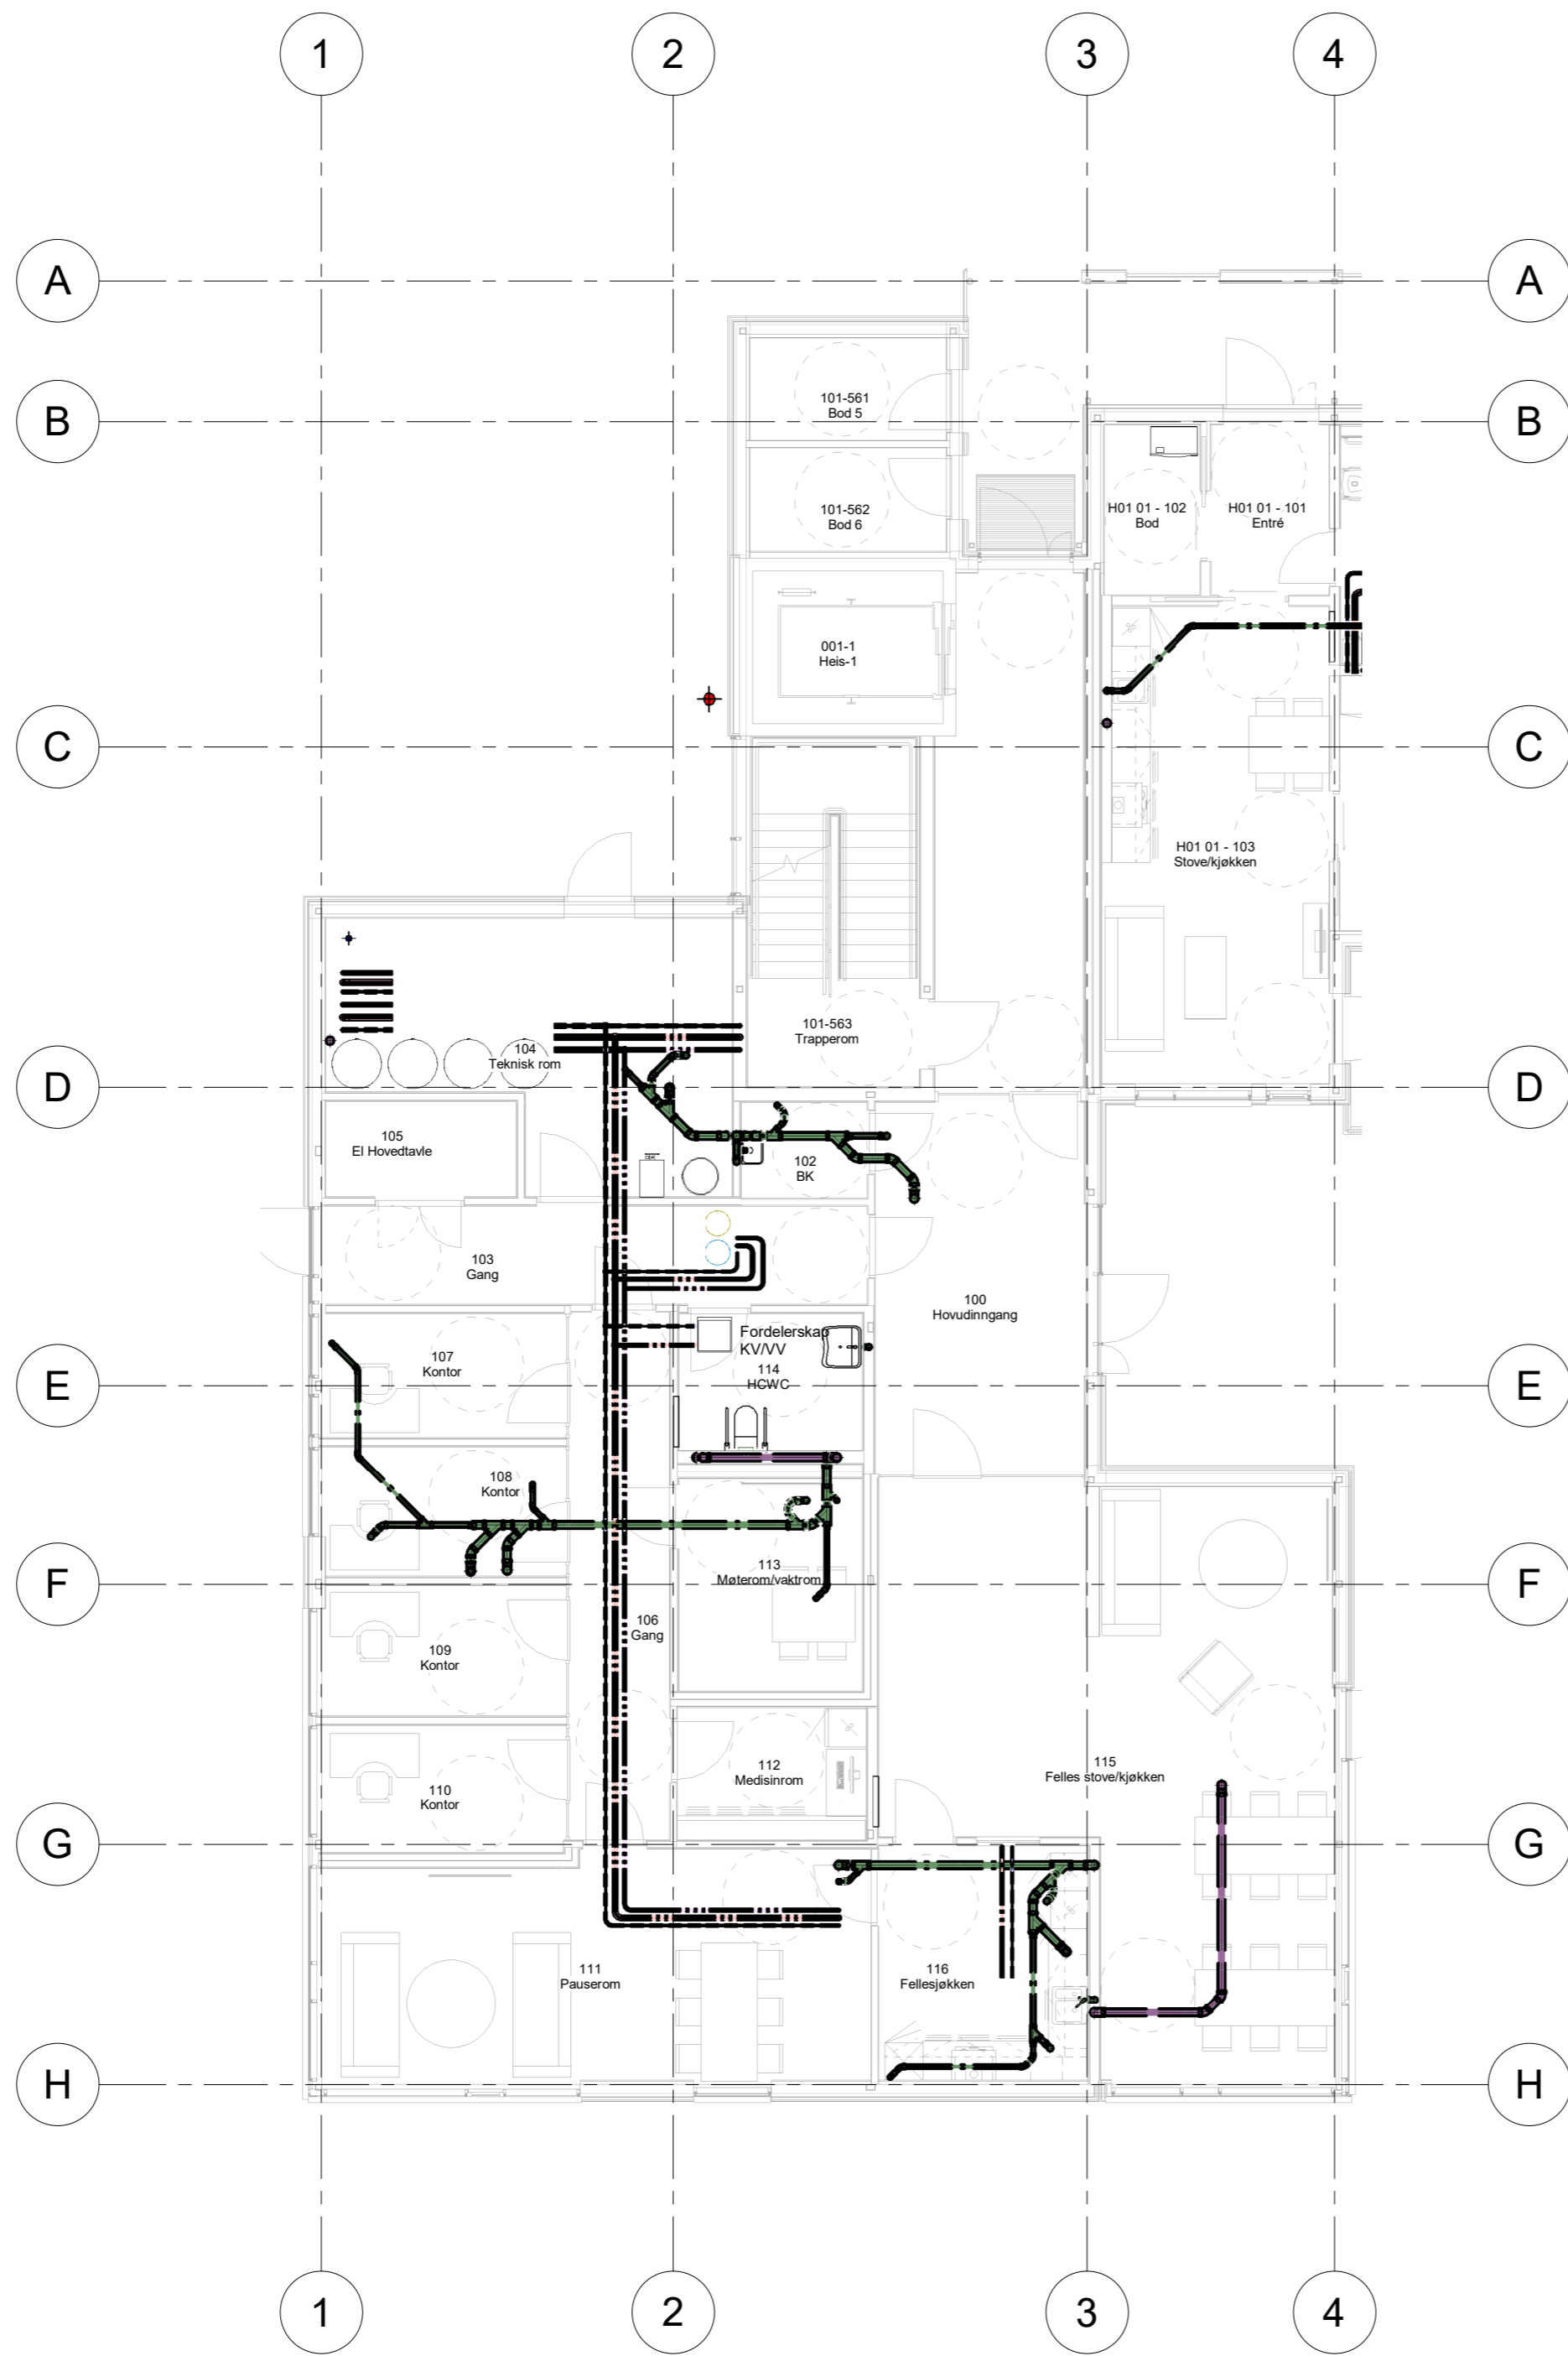 1
2
3
4
A
A
B
B
101-561
Bod 5
101-562
Bod 6
H01 01 - 102
Bod
H01 01 - 101
Entré
001-1
Heis-1
C
C
H01 01 - 103
Stove/kjøkken
101-563
Trapperom
104
Teknisk rom
D
D
105
El Hovedtavle
102
BK
103
Gang
100
Hovudinngang
Fordelerskap
KV/VV
107
Kontor
114
HCWC
E
E
108
Kontor
113
Møterom/vaktrom
F
F
106
Gang
109
Kontor
112
Medisinrom
115
Felles stove/kjøkken
110
Kontor
G
G
111
Pauserom
116
Fellesjøkken
H
H
1
2
3
4